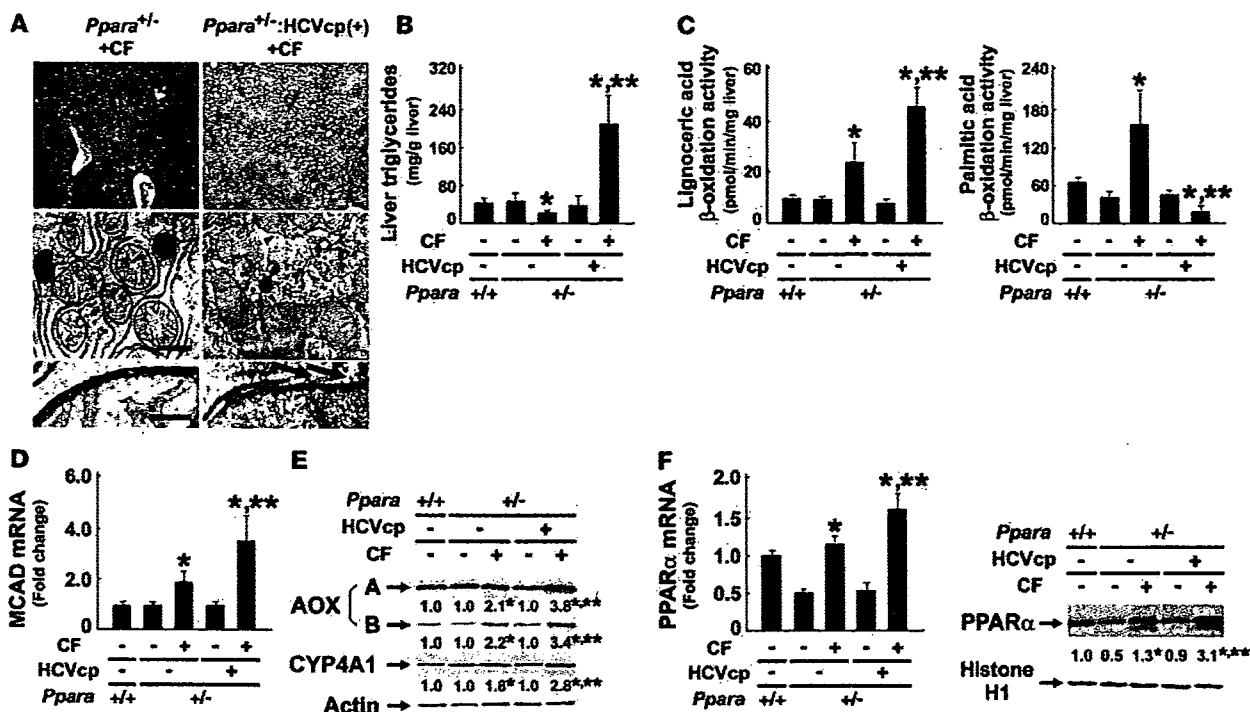 A
Ppara+/-
+CF
Ppara+/-:HCVcp(+)
+CF
B
Liver triglycerides
(mg/g liver)
320
240
160
80
0
*
*,**
CF - - + - +
HCVcp - - +
Ppara +/+ +/-
C
Lignoceric acid
β-oxidation activity
(pmol/min/mg liver)
60
40
20
0
*
*,**
CF - - + - +
HCVcp - - +
Ppara +/+ +/-
Palmitic acid
β-oxidation activity
(pmol/min/mg liver)
240
180
120
60
0
*
*,**
CF - - + - +
HCVcp - - +
Ppara +/+ +/-
D
MCAD mRNA
(Fold change)
6.0
4.0
2.0
0
*
*,**
CF - - + - +
HCVcp - - +
Ppara +/+ +/-
E
Ppara +/+ +/-
HCVcp - - +
CF - - + - +
AOX
A
1.0 1.0 2.1* 1.0 3.8*,**
B
1.0 1.0 2.2* 1.0 3.4*,**
CYP4A1
1.0 1.0 1.8* 1.0 2.8*,**
Actin
F
PPARα mRNA
(Fold change)
2.0
1.5
1.0
0.5
0
*
*,**
CF - - + - +
HCVcp - - +
Ppara +/+ +/-
Ppara +/+ +/-
HCVcp - - +
CF - - + - +
PPARα
1.0 0.5 1.3* 0.9 3.1*,**
Histone
H1